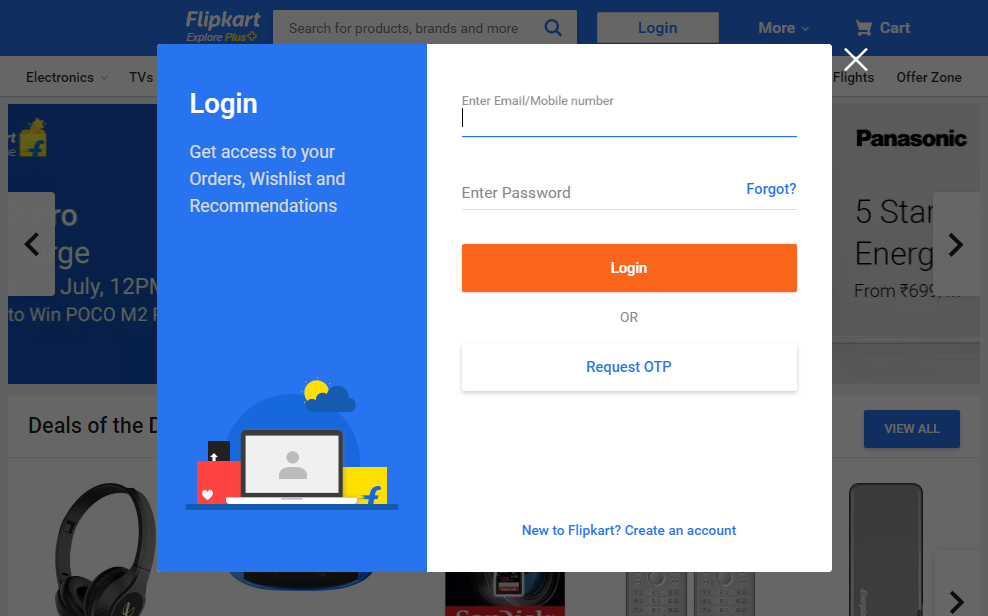 Flipkart
Explore Plus
Search for products, brands and more
Login
More
Cart
Electronics
TVs
Flights
Offer Zone
Login
Get access to your
Orders, Wishlist and
Recommendations
Enter Email/Mobile number
Enter Password
Forgot?
Login
OR
Request OTP
New to Flipkart? Create an account
Panasonic
5 Star
Energ
From ₹699
July, 12PM
to Win POCO M2 P
Deals of the D
VIEW ALL
SanDisk